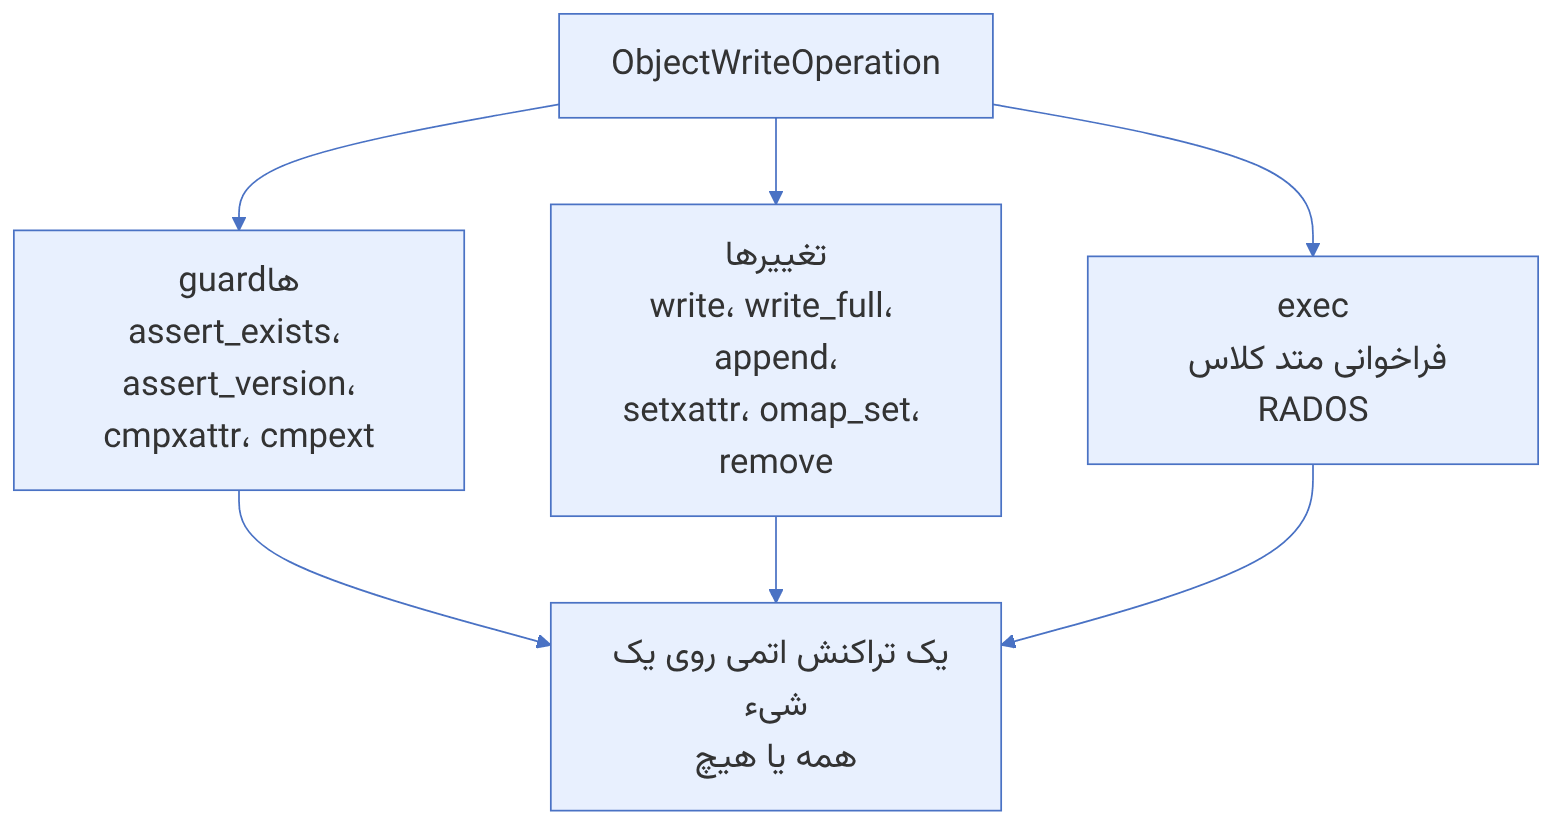 ObjectWriteOperation
guardها
assert_exists،
assert_version،
cmpxattr، cmpext
تغییرها
write، write_full،
append،
setxattr، omap_set،
remove
exec
فراخوانی متد کلاس
RADOS
یک تراکنش اتمی روی یک
شیء
همه یا هیچ